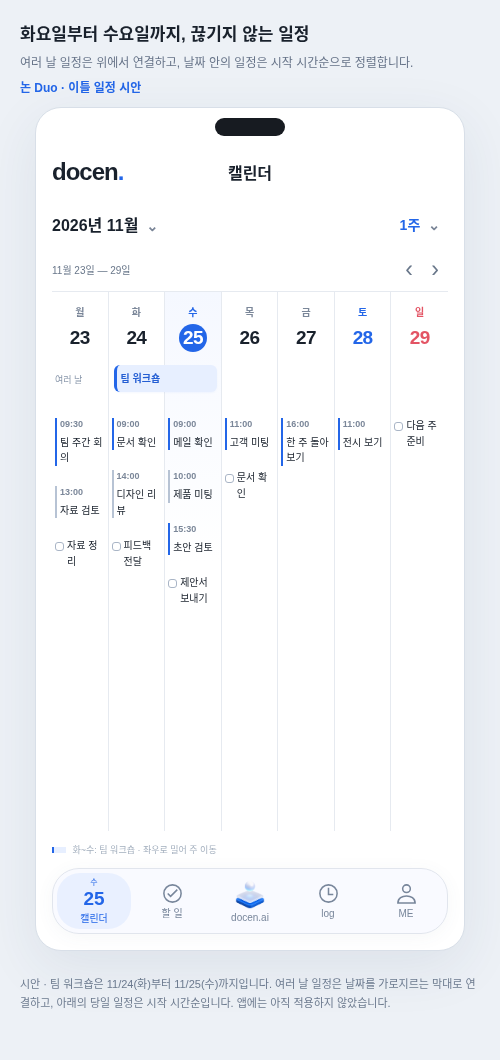 화요일부터 수요일까지, 끊기지 않는 일정
여러 날 일정은 위에서 연결하고, 날짜 안의 일정은 시작 시간순으로 정렬합니다.
논 Duo · 이틀 일정 시안
docen.
캘린더
2026년 11월
1주
11월 23일 — 29일
월 화 수 목 금 토 일
23 24 25 26 27 28 29
여러 날
팀 워크숍
09:30
팀 주간 회
의
13:00
자료 검토
자료 정
리
09:00
문서 확인
14:00
디자인 리
뷰
피드백
전달
09:00
메일 확인
10:00
제품 미팅
15:30
초안 검토
제안서
보내기
11:00
고객 미팅
문서 확
인
16:00
한 주 돌아
보기
11:00
전시 보기
다음 주
준비
화–수: 팀 워크숍 · 좌우로 밀어 주 이동
수
25
캘린더
할 일
docen.ai
log
ME
시안 · 팀 워크숍은 11/24(화)부터 11/25(수)까지입니다. 여러 날 일정은 날짜를 가로지르는 막대로 연
결하고, 아래의 당일 일정은 시작 시간순입니다. 앱에는 아직 적용하지 않았습니다.